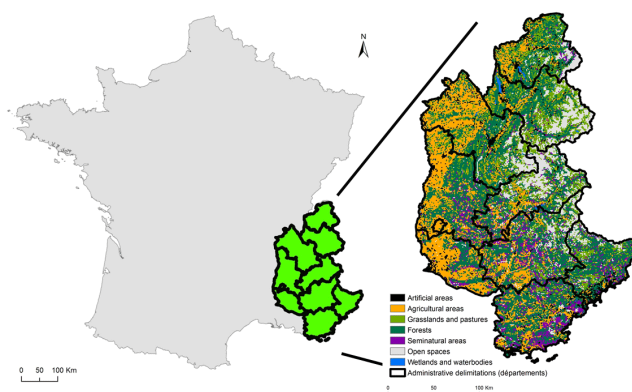 N
Artificial areas
Agricultural areas
Grasslands and pastures
Forests
Seminatural areas
Open spaces
Wetlands and waterbodies
Administrative delimitations (départements)
0 50 100 Km
0 50 100 Km